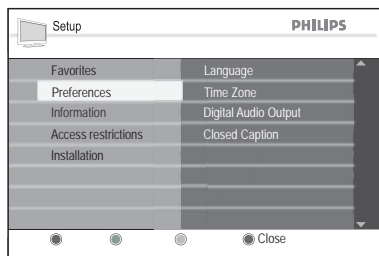 Setup
PHILIPS
Favorites
Preferences
Information
Access restrictions
Installation
Language
Time Zone
Digital Audio Output
Closed Caption
Close